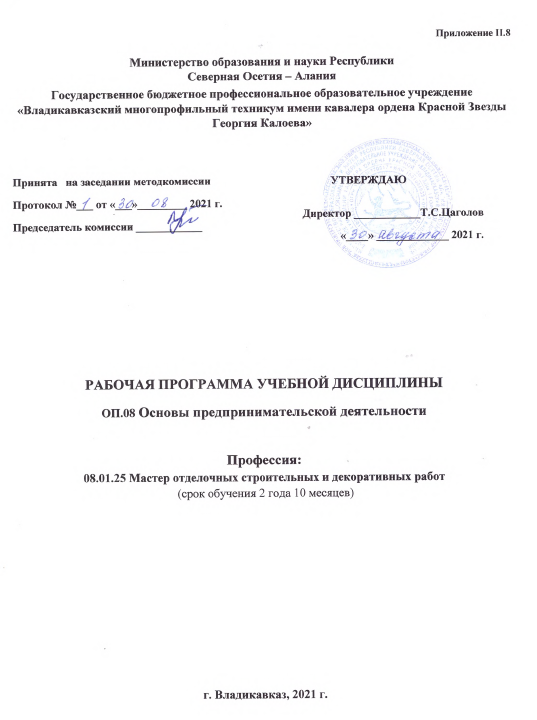 Приложение II.8
Министерство образования и науки Республики
Северная Осетия – Алания
Государственное бюджетное профессиональное образовательное учреждение
«Владикавказский многопрофильный техникум имени кавалера ордена Красной Звезды
Георгия Калоева»
Принята на заседании методкомиссии
Протокол № 1 от «30» 08 2021 г.
Председатель комиссии ____________
УТВЕРЖДАЮ
Директор ____________Т.С.Цаголов
«30» Августа 2021 г.
РАБОЧАЯ ПРОГРАММА УЧЕБНОЙ ДИСЦИПЛИНЫ
ОП.08 Основы предпринимательской деятельности
Профессия:
08.01.25 Мастер отделочных строительных и декоративных работ
(срок обучения 2 года 10 месяцев)
г. Владикавказ, 2021 г.